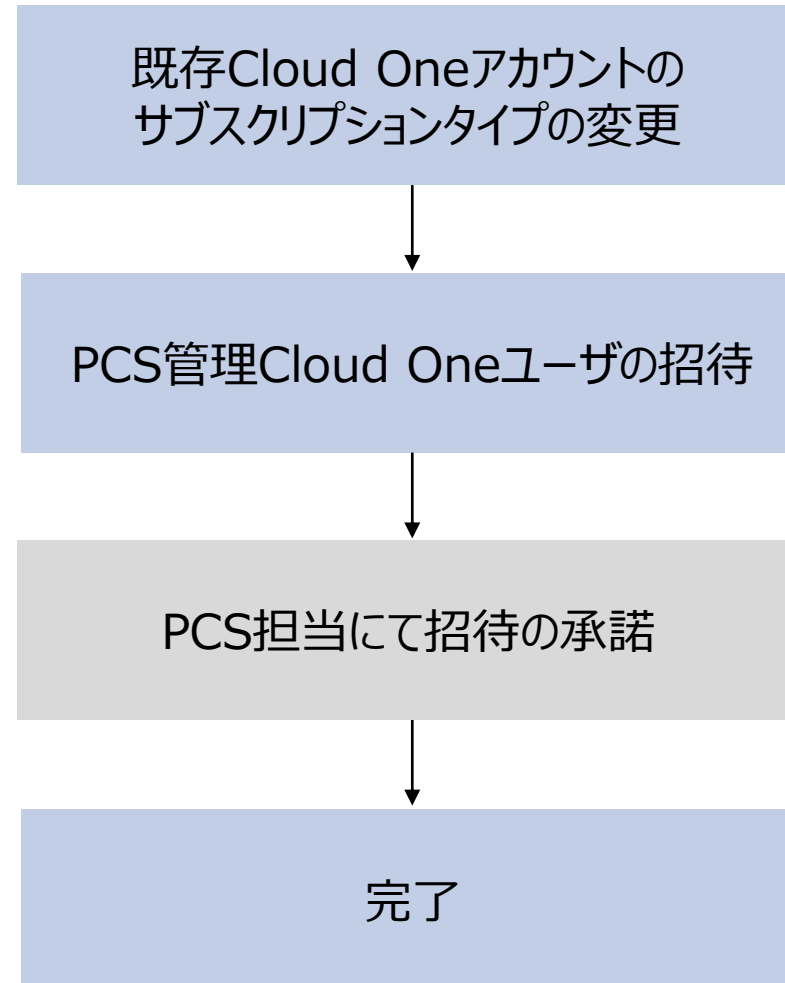 既存Cloud Oneアカウントの
サブスクリプションタイプの変更
PCS管理Cloud Oneユーザの招待
PCS担当にて招待の承諾
完了